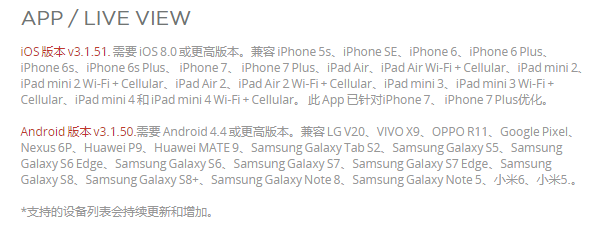 APP / LIVE VIEW
iOS 版本 v3.1.51. 需要 iOS 8.0 或更高版本。兼容 iPhone 5s、iPhone SE、iPhone 6、iPhone 6 Plus、
iPhone 6s、iPhone 6s Plus、 iPhone 7、 iPhone 7 Plus、iPad Air、iPad Air Wi-Fi + Cellular、iPad mini 2、
iPad mini 2 Wi-Fi + Cellular、iPad Air 2、iPad Air 2 Wi-Fi + Cellular、iPad mini 3、iPad mini 3 Wi-Fi +
Cellular、iPad mini 4 和 iPad mini 4 Wi-Fi + Cellular。 此 App 已针对iPhone 7、 iPhone 7 Plus优化。
Android 版本 v3.1.50.需要 Android 4.4 或更高版本。兼容 LG V20、VIVO X9、OPPO R11、Google Pixel、
Nexus 6P、Huawei P9、Huawei MATE 9、Samsung Galaxy Tab S2、Samsung Galaxy S5、Samsung
Galaxy S6 Edge、Samsung Galaxy S6、Samsung Galaxy S7、Samsung Galaxy S7 Edge、Samsung
Galaxy S8、Samsung Galaxy S8+、Samsung Galaxy Note 8、Samsung Galaxy Note 5、小米6、小米5.。
*支持的设备列表会持续更新和增加。